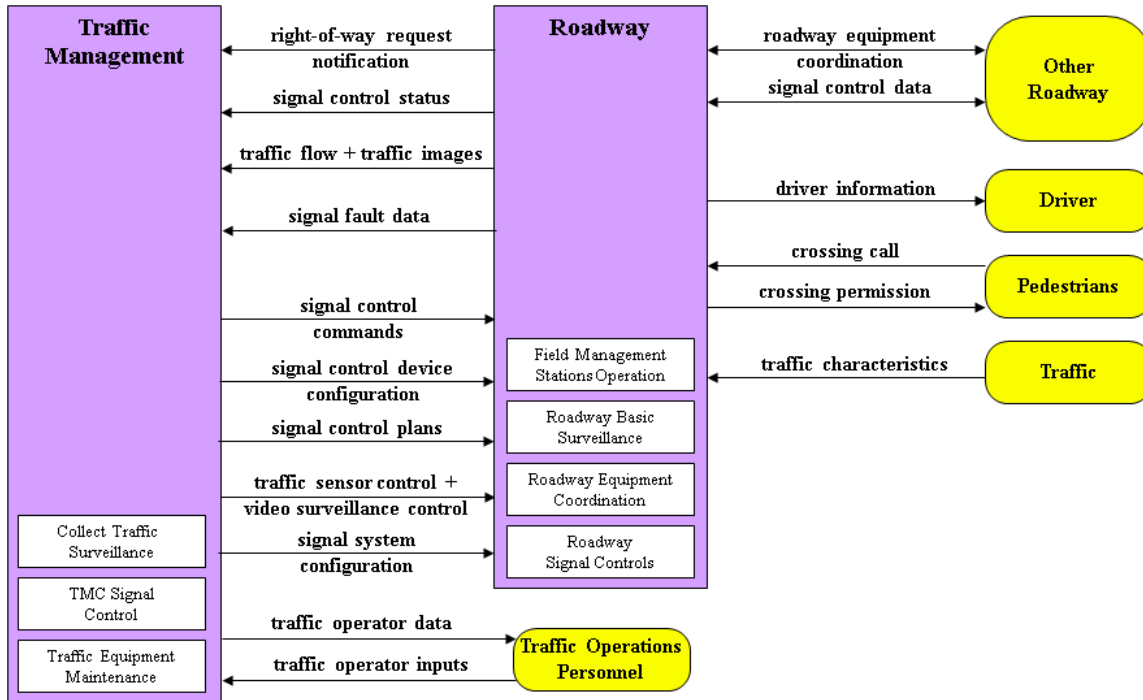 Traffic
Management
Roadway
right-of-way request
notification
signal control status
traffic flow + traffic images
signal fault data
signal control
commands
signal control device
configuration
signal control plans
traffic sensor control +
video surveillance control
signal system
configuration
traffic operator data
traffic operator inputs
Collect Traffic
Surveillance
TMC Signal
Control
Traffic Equipment
Maintenance
Field Management
Stations Operation
Roadway Basic
Surveillance
Roadway Equipment
Coordination
Roadway
Signal Controls
Traffic Operations
Personnel
roadway equipment
coordination
signal control data
driver information
crossing call
crossing permission
traffic characteristics
Other
Roadway
Driver
Pedestrians
Traffic